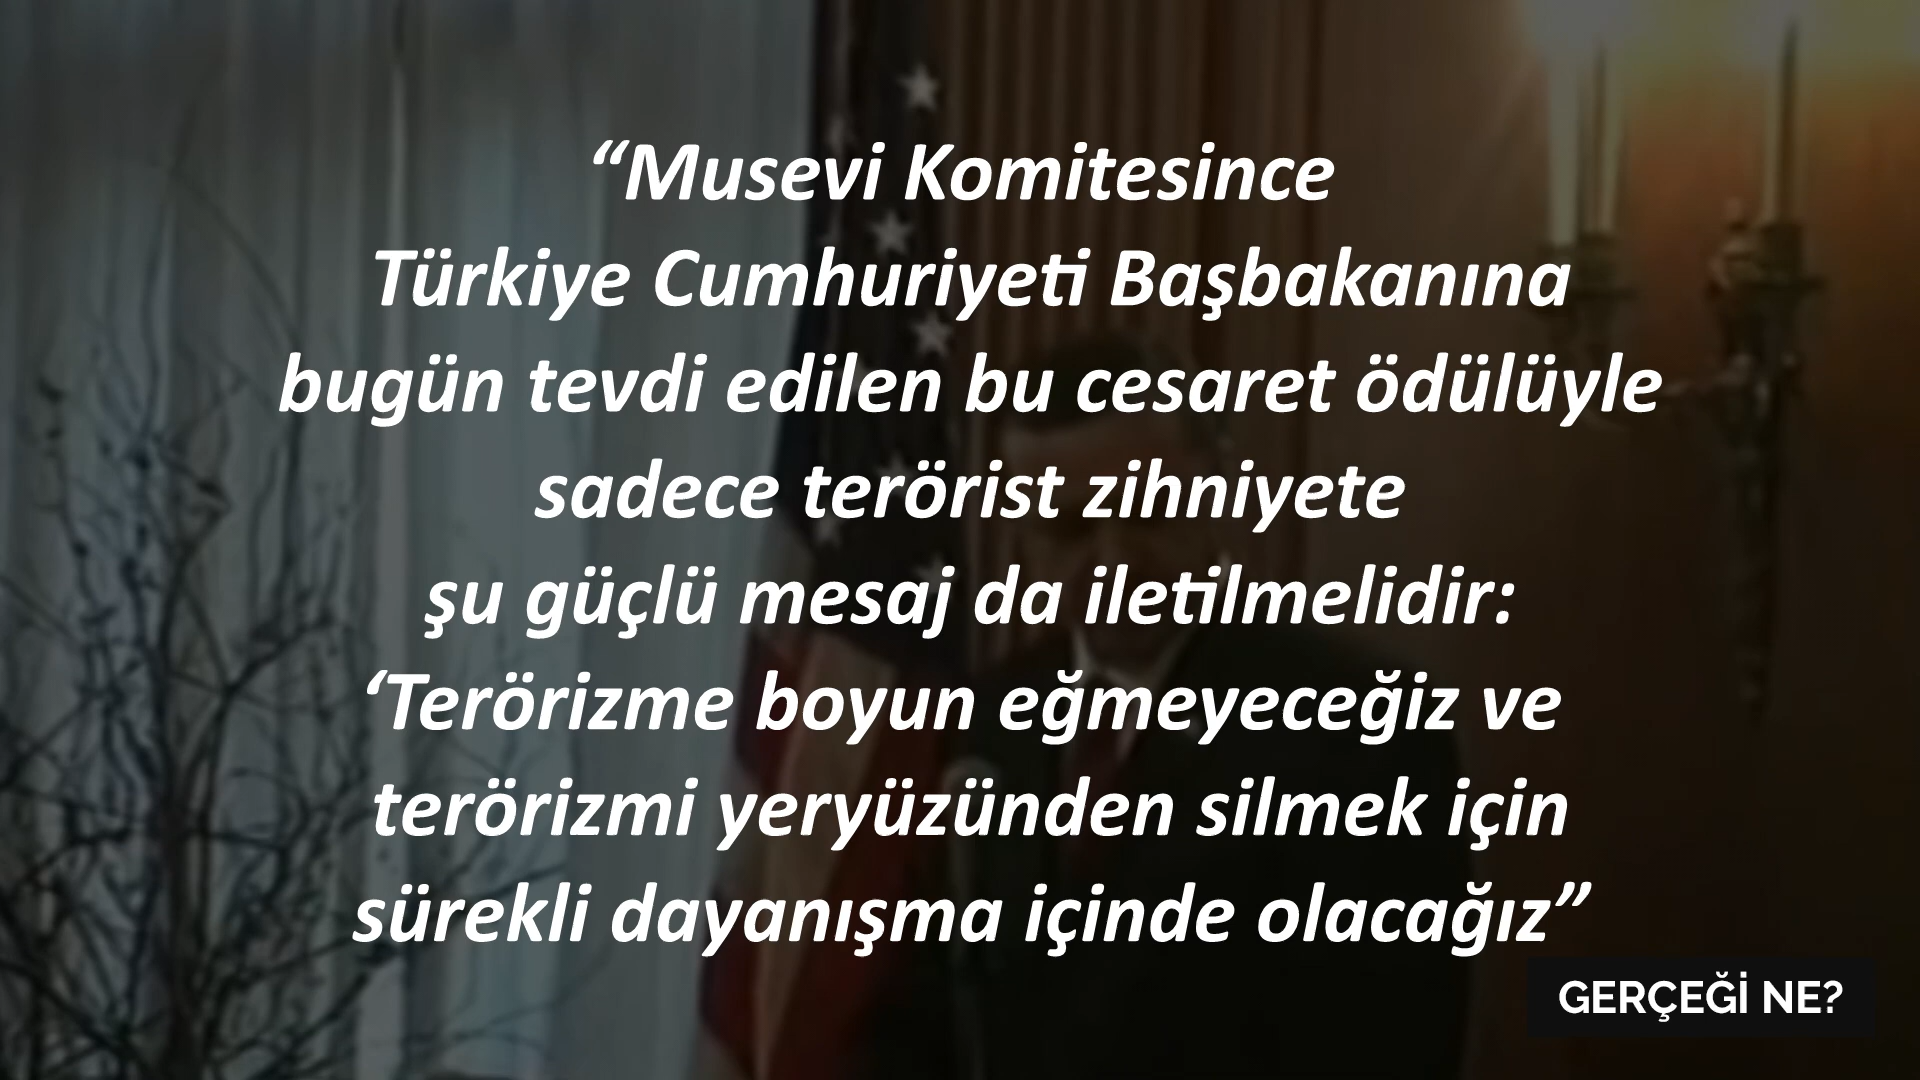 “Musevi Komitesince
Türkiye Cumhuriyeti Başbakanına
bugün tevdi edilen bu cesaret ödülüyle
sadece terörist zihniyete
şu güçlü mesaj da iletilmelidir:
‘Terörizme boyun eğmeyeceğiz ve
terörizmi yeryüzünden silmek için
sürekli dayanışma içinde olacağız”
GERÇEĞİ NE?